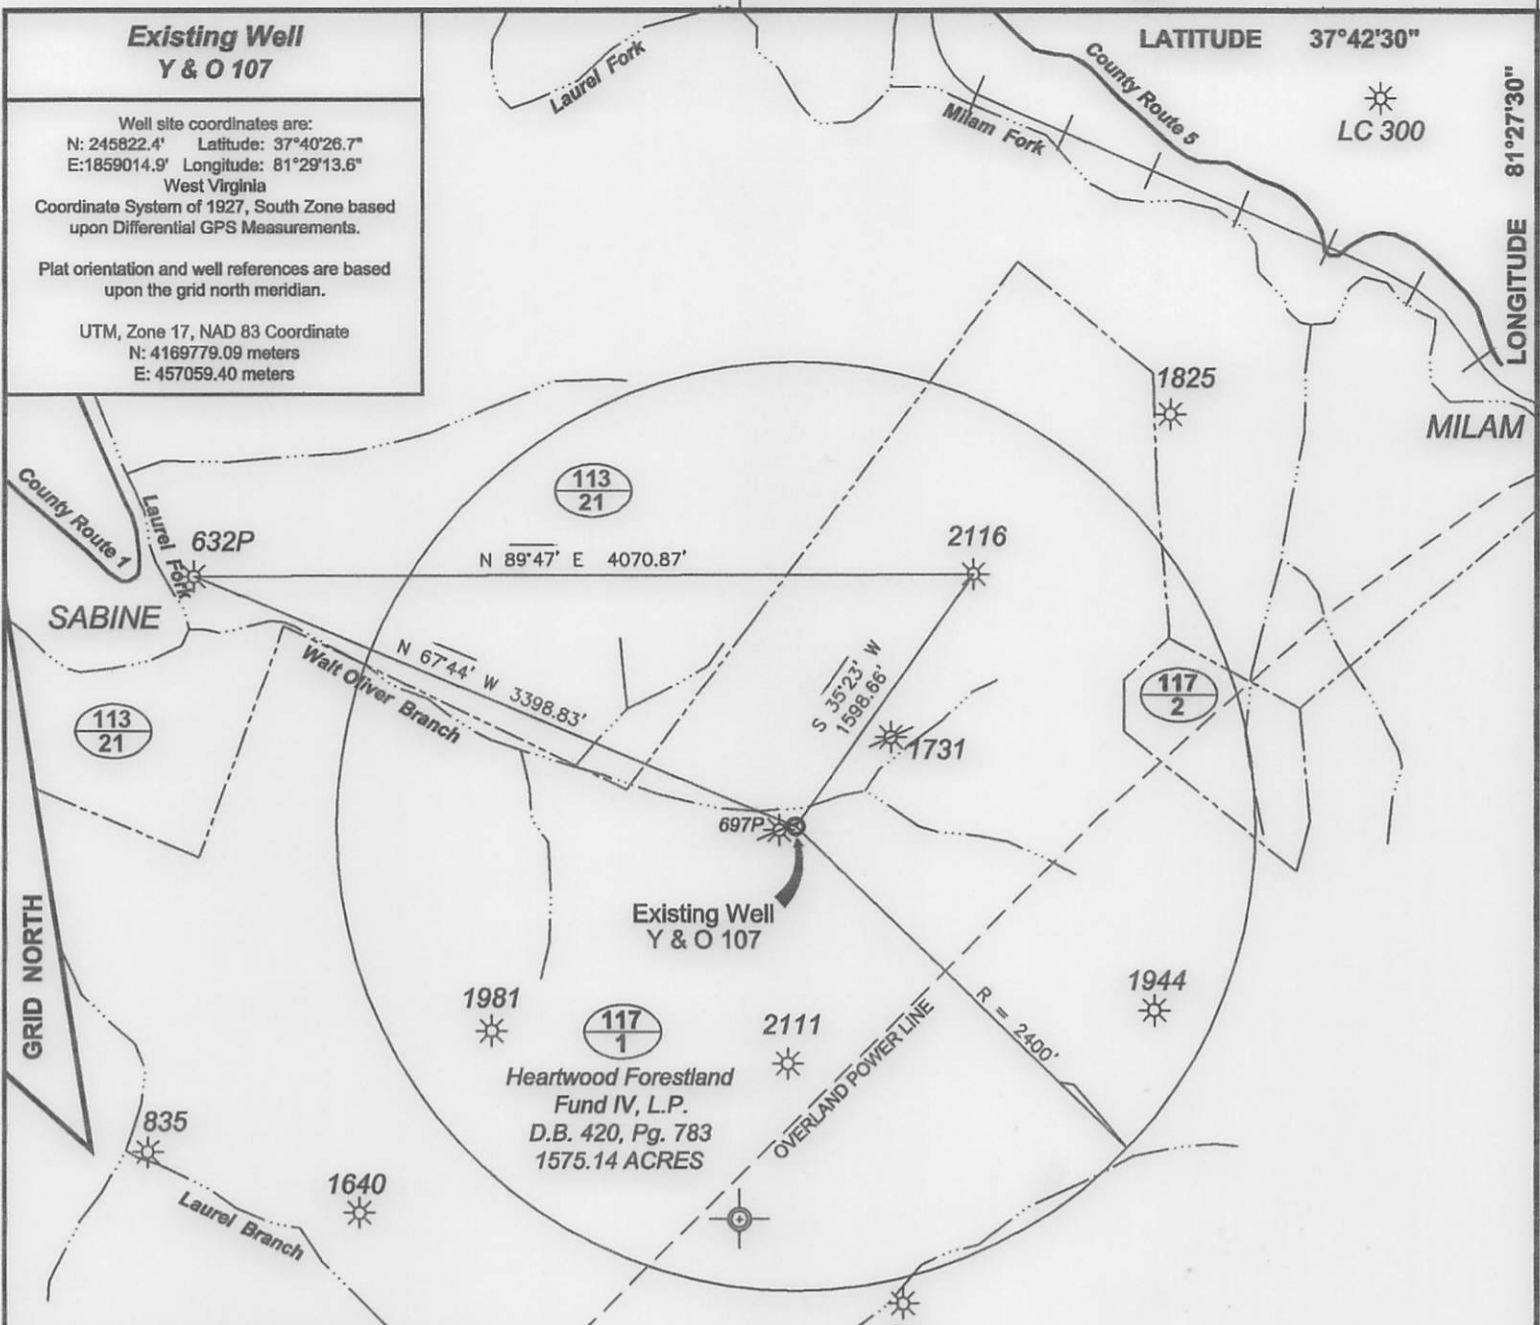 Existing Well
Y & O 107
Well site coordinates are:
N: 245822.4' Latitude: 37°40'26.7"
E:1859014.9' Longitude: 81°29'13.6"
West Virginia
Coordinate System of 1927, South Zone based
upon Differential GPS Measurements.
Plat orientation and well references are based
upon the grid north meridian.
UTM, Zone 17, NAD 83 Coordinate
N: 4169779.09 meters
E: 457059.40 meters
LATITUDE 37°42'30"
LONGITUDE 81°27'30"
Laurel Fork
Milam Fork
County Route 5
LC 300
1825
MILAM
113
21
County Route 1
Laurel Fork
632P
N 89°47' E 4070.87'
2116
SABINE
N 67°44' W 3398.83'
Walt Oliver Branch
S 35°23' W
1598.66'
117
2
113
21
1731
697P
Existing Well
Y & O 107
GRID NORTH
1981
117
1
2111
1944
R = 2400'
OVERLAND POWER LINE
Heartwood Forestland
Fund IV, L.P.
D.B. 420, Pg. 783
1575.14 ACRES
835
1640
Laurel Branch